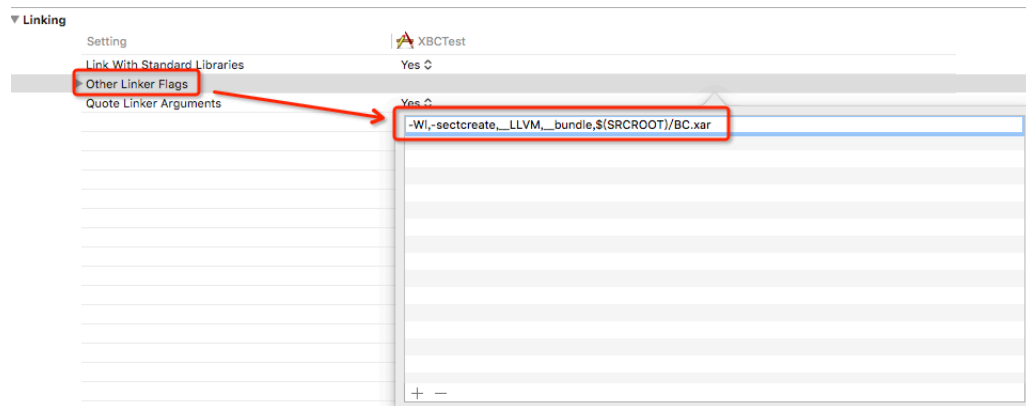 Linking
Setting XBCTest
Link With Standard Libraries Yes
Other Linker Flags
Quote Linker Arguments Yes
-Wl,-sectcreate,__LLVM,__bundle,$(SRCROOT)/BC.xar